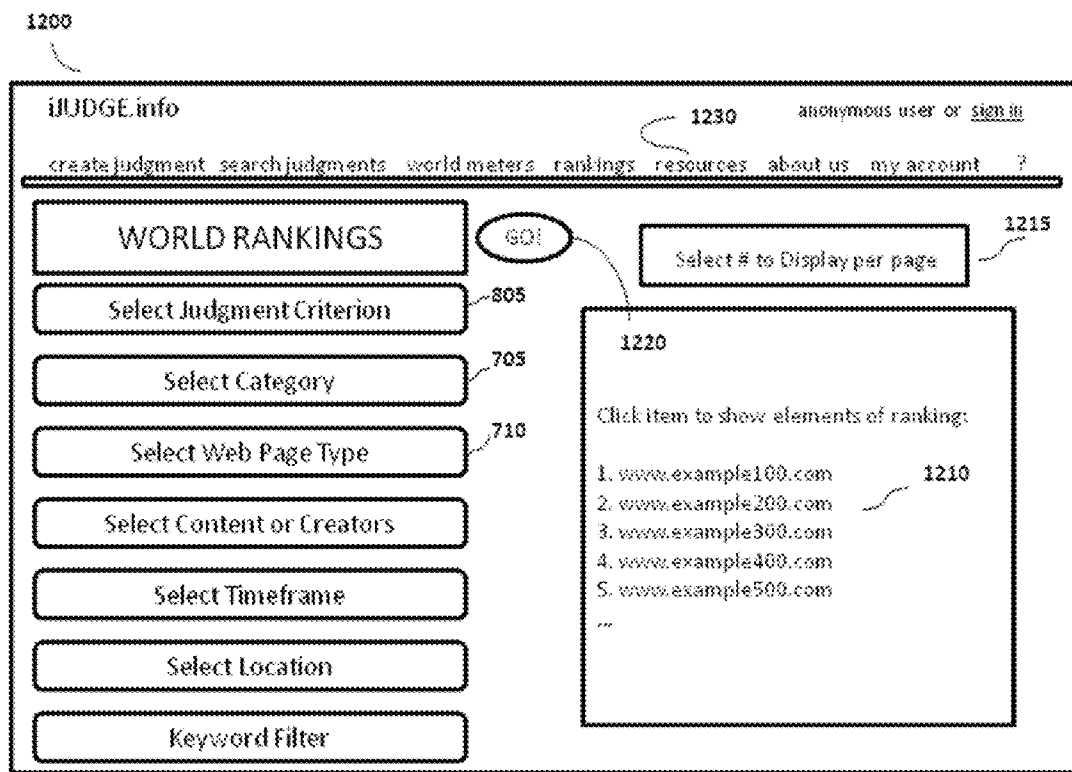 1200
iJUDGE.info
anonymous user or sign in
1230
create judgment search judgments world meters rankings resources about us my account ?
WORLD RANKINGS
GO!
Select # to Display per page
1215
Select Judgment Criterion
805
1220
Select Category
705
Click item to show elements of ranking:
Select Web Page Type
710
1. www.example100.com
1210
2. www.example200.com
Select Content or Creators
3. www.example300.com
4. www.example400.com
5. www.example500.com
...
Select Timeframe
Select Location
Keyword Filter